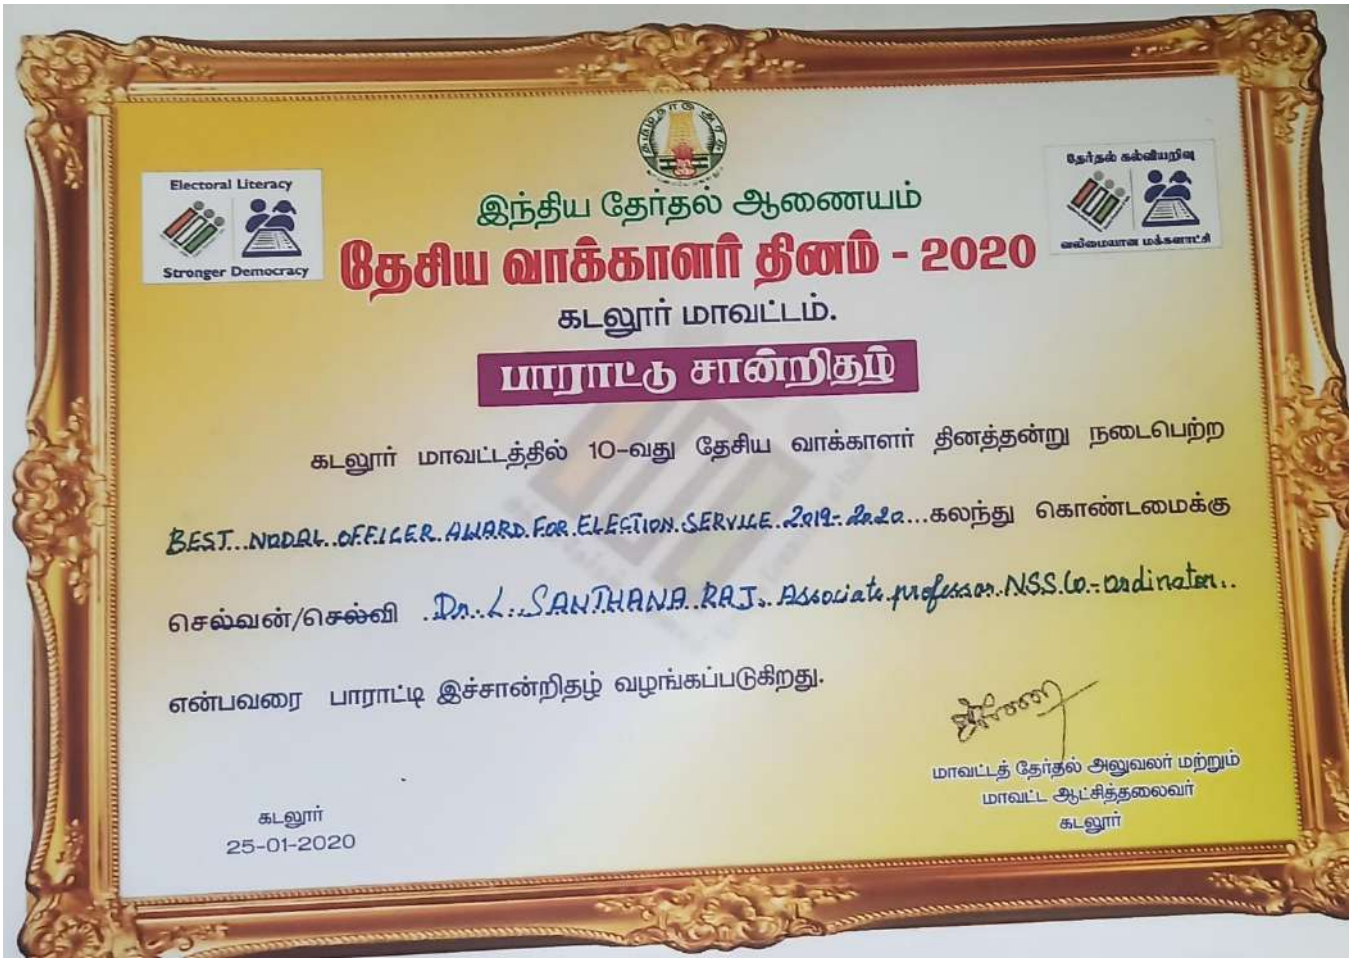 தமிழ்நாடு அரசு
இந்திய தேர்தல் ஆணையம்
Electoral Literacy
Stronger Democracy
தேர்தல் கல்வியறிவு
வலிமையான மக்களாட்சி
தேசிய வாக்காளர் தினம் - 2020
கடலூர் மாவட்டம்.
பாராட்டு சான்றிதழ்
கடலூர் மாவட்டத்தில் 10-வது தேசிய வாக்காளர் தினத்தன்று நடைபெற்ற
BEST NODAL OFFICER AWARD FOR ELECTION SERVICE 2019-2020 கலந்து கொண்டமைக்கு
செல்வன்/செல்வி Dr. L. SANTHANA RAJ, Associate professor NSS Co-ordinator
என்பவரை பாராட்டி இச்சான்றிதழ் வழங்கப்படுகிறது.
மாவட்டத் தேர்தல் அலுவலர் மற்றும்
மாவட்ட ஆட்சித்தலைவர்
கடலூர்
கடலூர்
25-01-2020